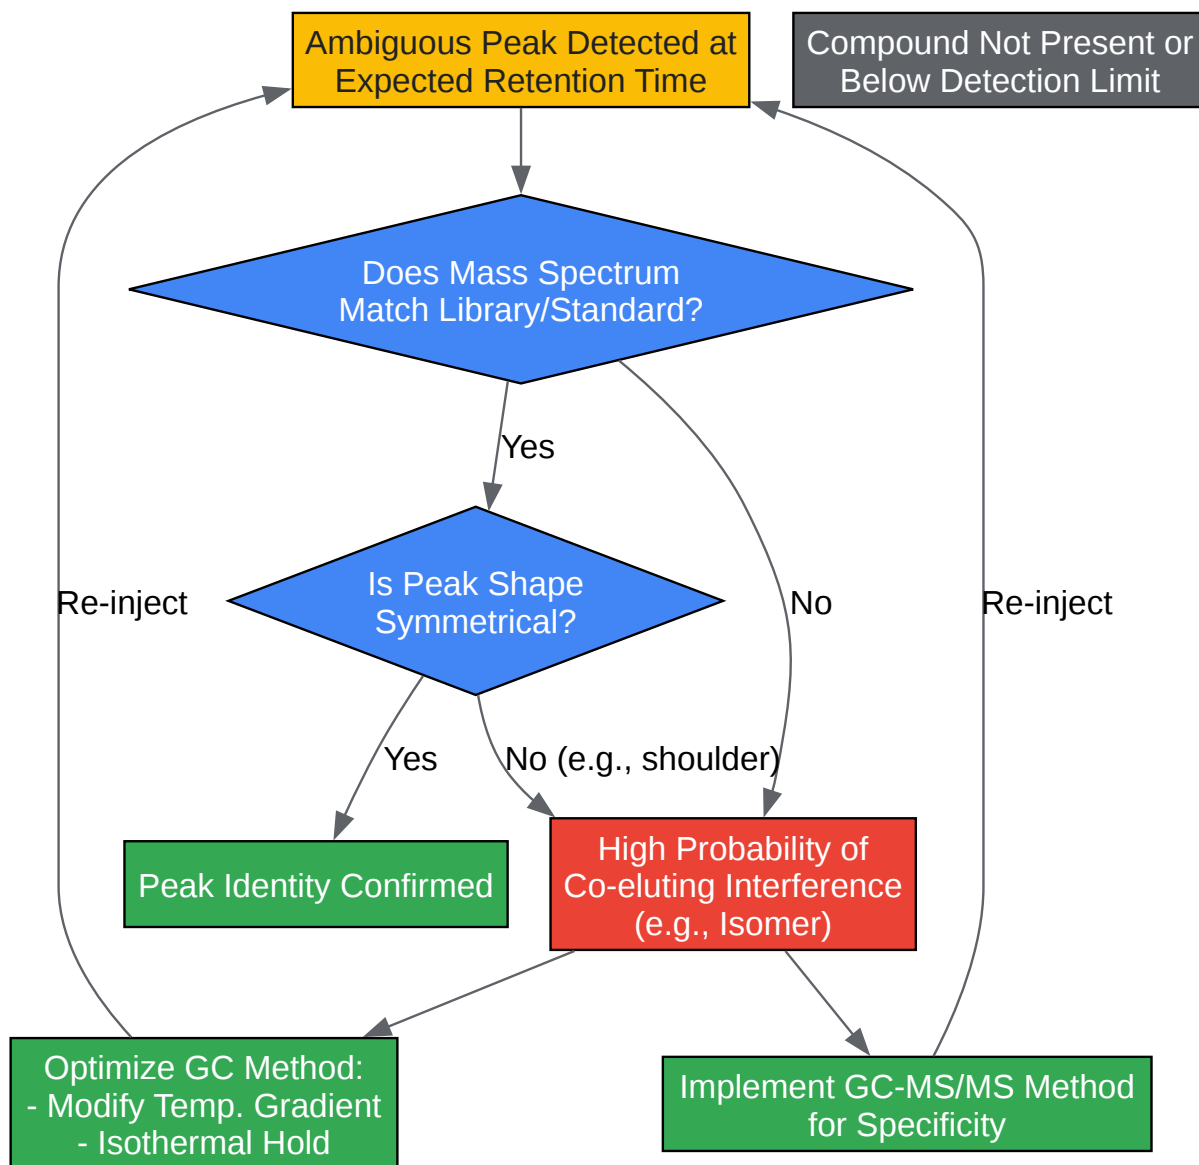 Ambiguous Peak Detected at
Expected Retention Time
Compound Not Present or
Below Detection Limit
Does Mass Spectrum
Match Library/Standard?
Yes
Is Peak Shape
Symmetrical?
Re-inject
No
Re-inject
Yes
No (e.g., shoulder)
Peak Identity Confirmed
High Probability of
Co-eluting Interference
(e.g., Isomer)
Optimize GC Method:
- Modify Temp. Gradient
- Isothermal Hold
Implement GC-MS/MS Method
for Specificity